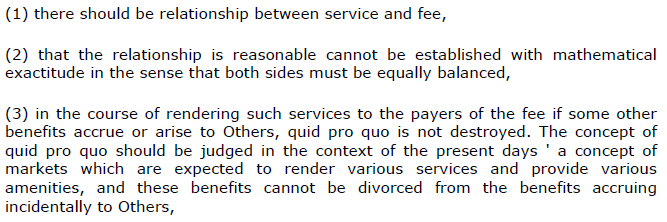 (1) there should be relationship between service and fee,
(2) that the relationship is reasonable cannot be established with mathematical
exactitude in the sense that both sides must be equally balanced,
(3) in the course of rendering such services to the payers of the fee if some other
benefits accrue or arise to Others, quid pro quo is not destroyed. The concept of
quid pro quo should be judged in the context of the present days ' a concept of
markets which are expected to render various services and provide various
amenities, and these benefits cannot be divorced from the benefits accruing
incidentally to Others,